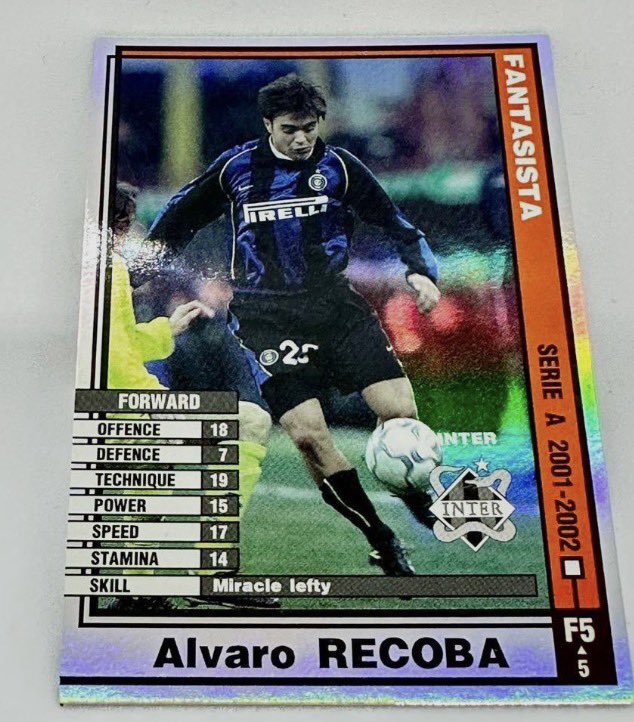 FANTASISTA
SERIE A 2001-2002
PIRELLI
FORWARD
OFFENCE 18
DEFENCE 7
TECHNIQUE 19
POWER 15
SPEED 17
STAMINA 14
SKILL Miracle lefty
INTER
INTER
Alvaro RECOBA
F5
▲
5